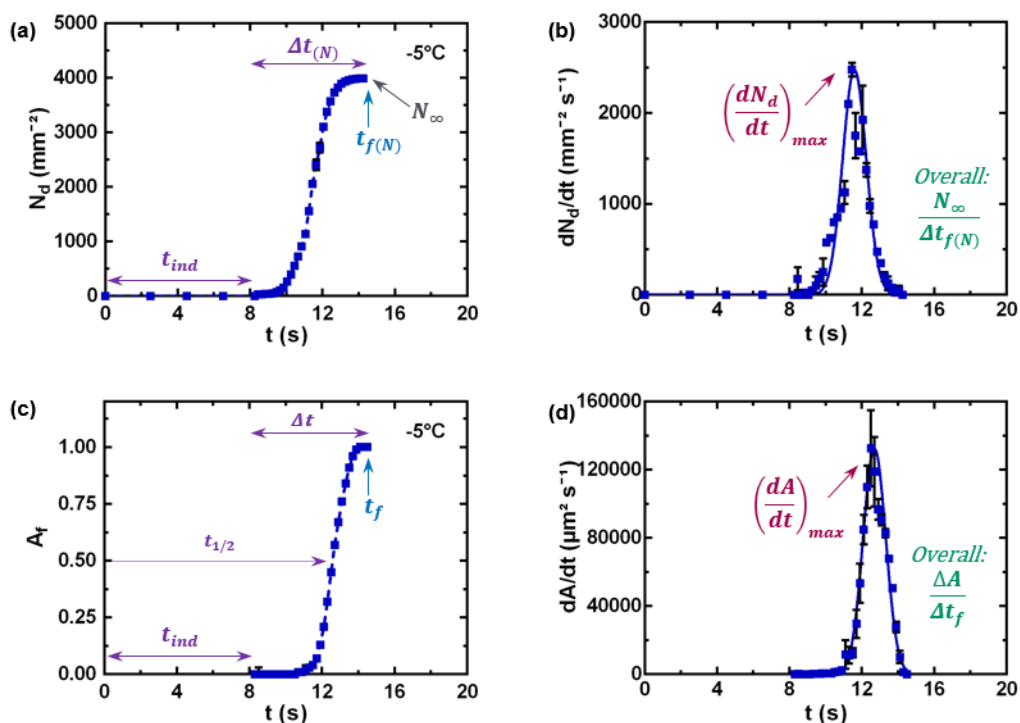 (a)
5000
4000
3000
2000
1000
0
N_d (mm⁻²)
Δt_(N)
-5ºC
N_∞
t_f(N)
t_ind
0 4 8 12 16 20
t (s)
(b)
3000
2000
1000
0
dN_d/dt (mm⁻² s⁻¹)
(dN_d/dt)_max
Overall:
N_∞/Δt_f(N)
0 4 8 12 16 20
t (s)
(c)
1.00
0.75
0.50
0.25
0.00
A_f
Δt
-5ºC
t_f
t_1/2
t_ind
0 4 8 12 16 20
t (s)
(d)
160000
120000
80000
40000
0
dA/dt (µm² s⁻¹)
(dA/dt)_max
Overall:
ΔA/Δt_f
0 4 8 12 16 20
t (s)